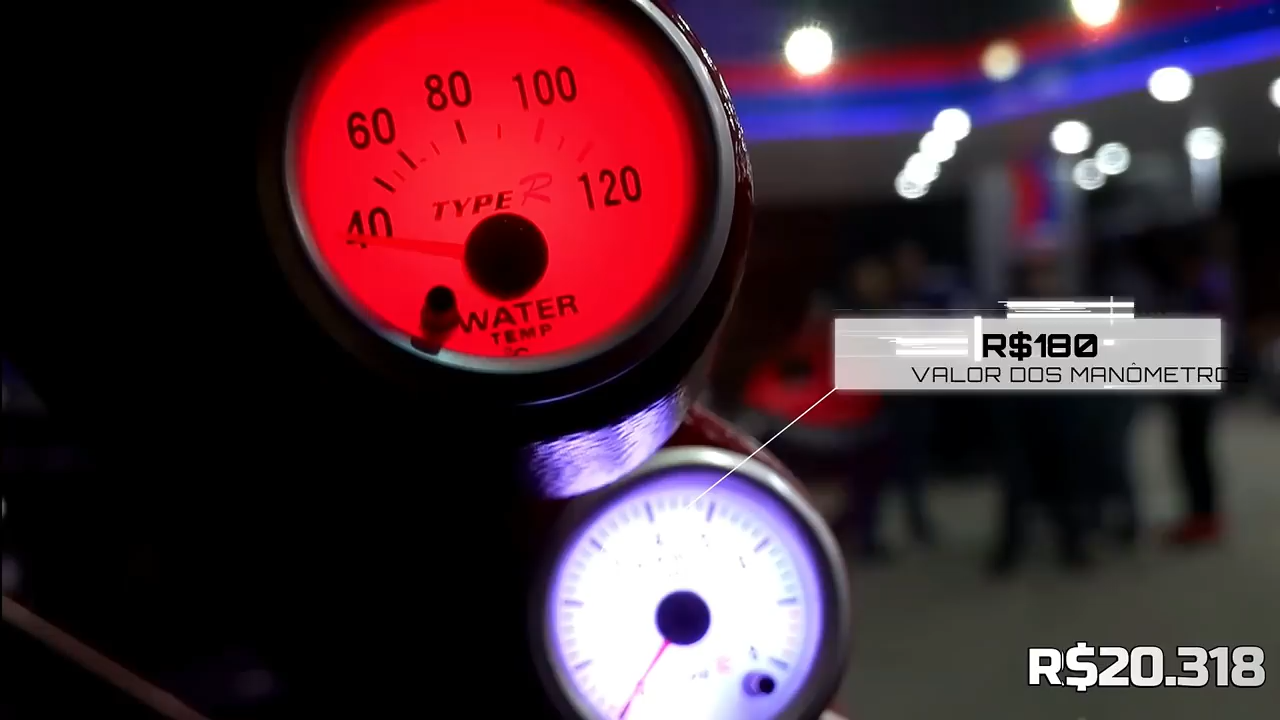 60 80 100
40 120
TYPE R
WATER
TEMP
°C
R$180
VALOR DOS MANÔMETROS
R$20.318